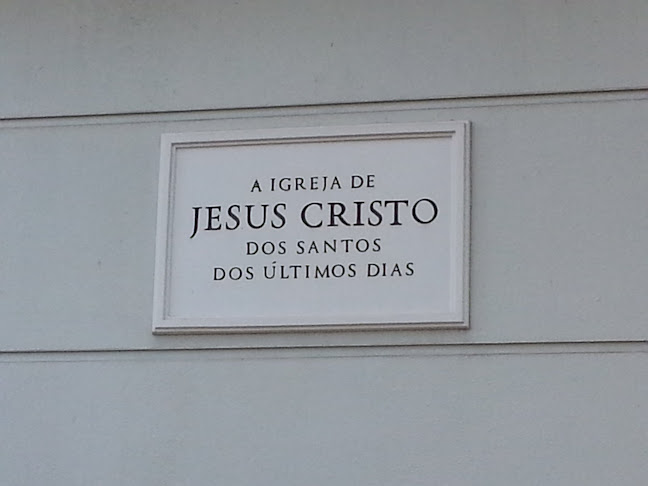 A IGREJA DE
JESUS CRISTO
DOS SANTOS
DOS ÚLTIMOS DIAS